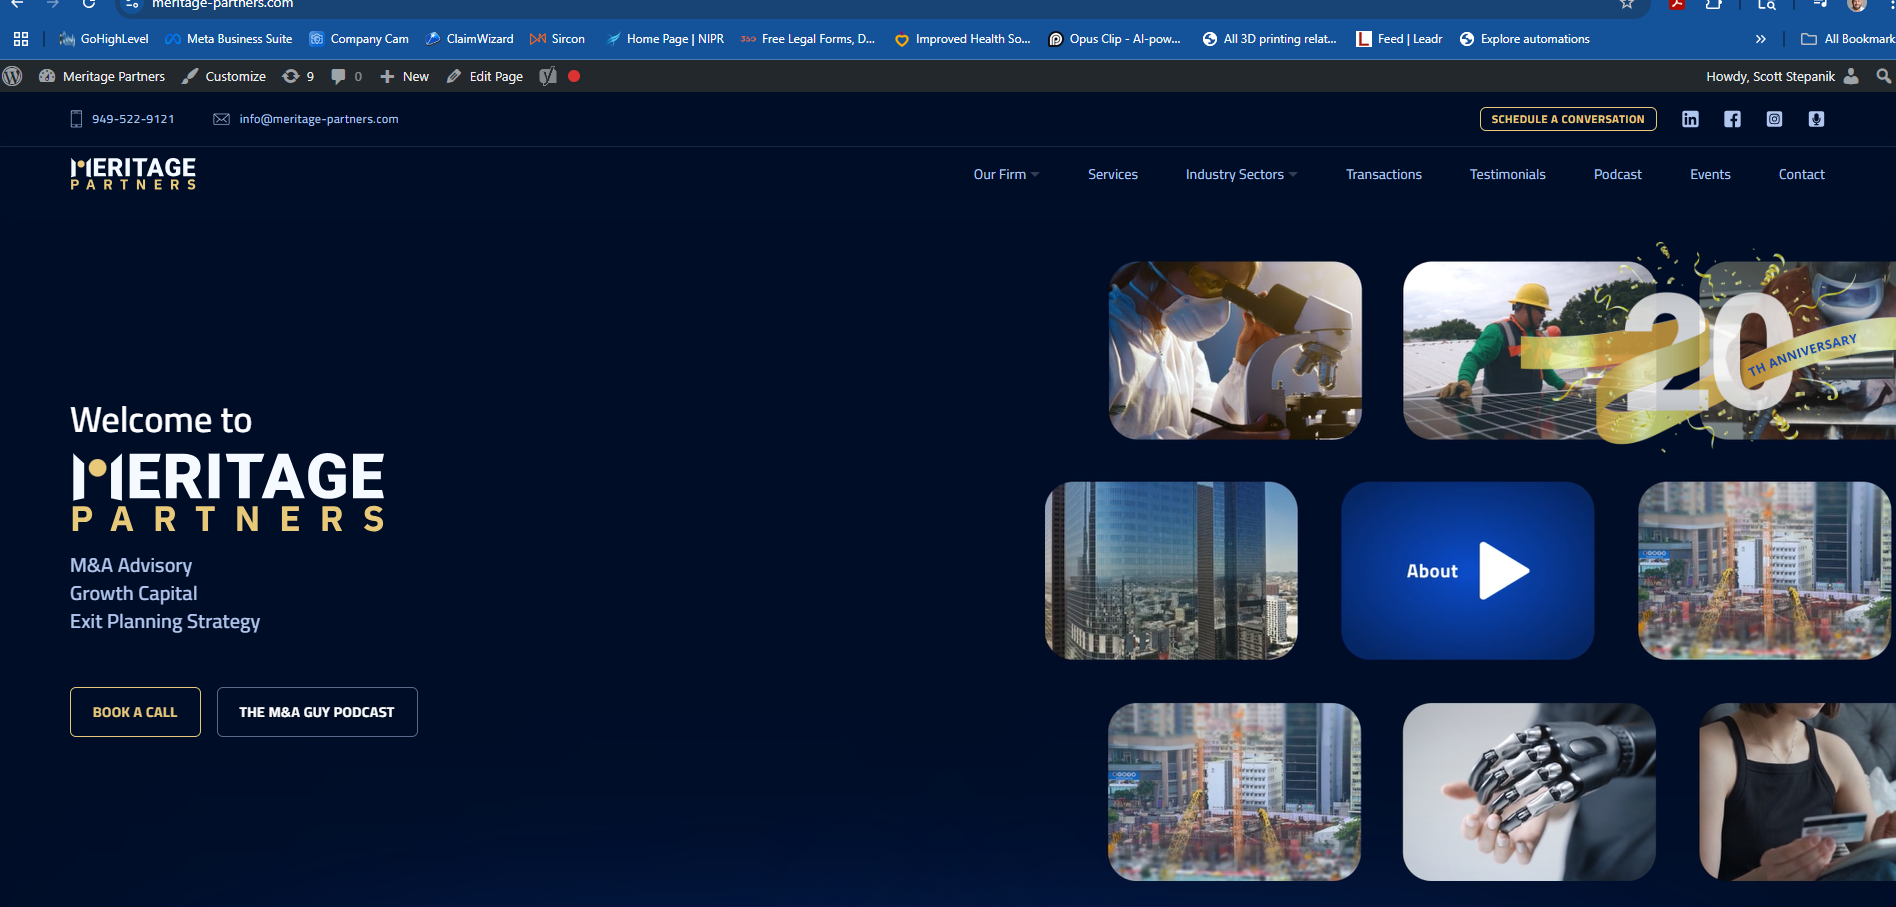 meritage-partners.com
GoHighLevel
Meta Business Suite
Company Cam
ClaimWizard
Sircon
Home Page | NIPR
360 Free Legal Forms, D...
Improved Health So...
Opus Clip - AI-pow...
All 3D printing relat...
L Feed | Leadr
Explore automations
»
All Bookmark
Meritage Partners
Customize
9
0
New
Edit Page
Howdy, Scott Stepanik
949-522-9121
info@meritage-partners.com
SCHEDULE A CONVERSATION
MERITAGE
PARTNERS
Our Firm
Services
Industry Sectors
Transactions
Testimonials
Podcast
Events
Contact
20
TH ANNIVERSARY
Welcome to
MERITAGE
PARTNERS
M&A Advisory
Growth Capital
Exit Planning Strategy
About
BOOK A CALL
THE M&A GUY PODCAST